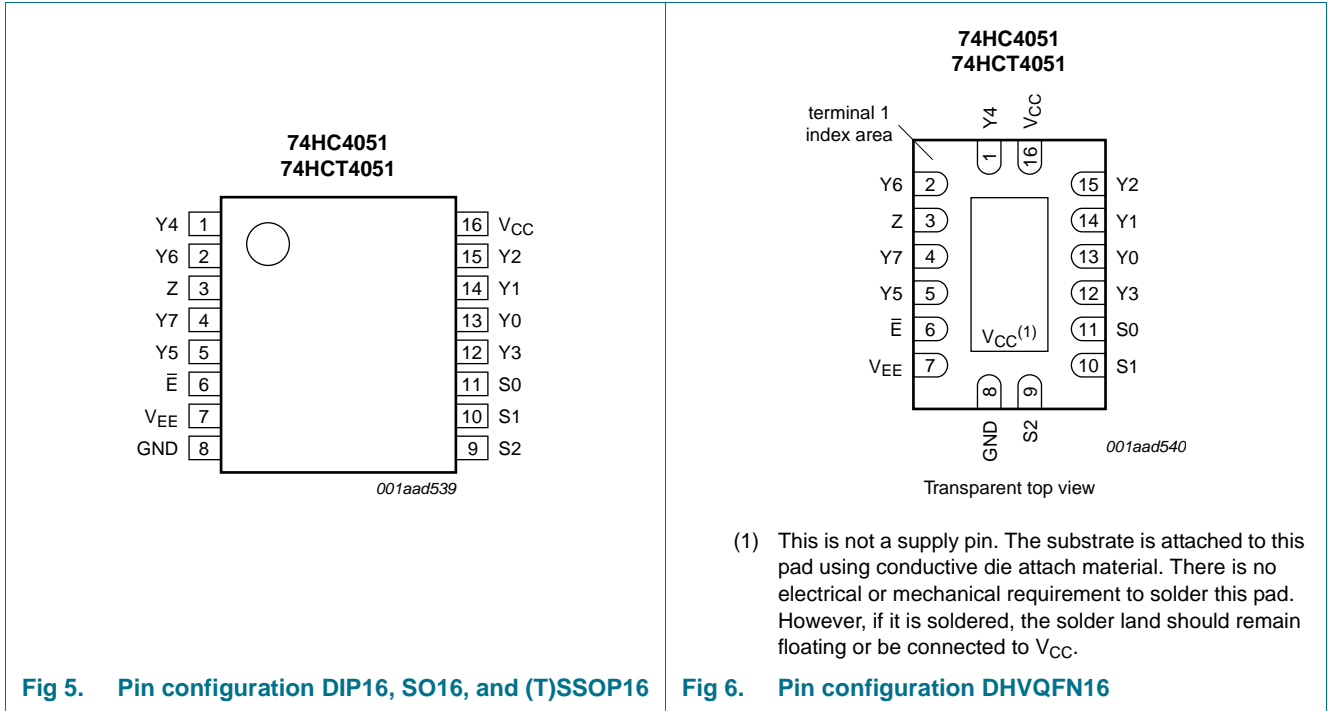 74HC4051
74HCT4051
Y4 1
Y6 2
Z 3
Y7 4
Y5 5
E̅ 6
VEE 7
GND 8
16 VCC
15 Y2
14 Y1
13 Y0
12 Y3
11 S0
10 S1
9 S2
001aad539
Fig 5. Pin configuration DIP16, SO16, and (T)SSOP16
74HC4051
74HCT4051
terminal 1
index area
Y4
VCC
1
16
Y6 2
Z 3
Y7 4
Y5 5
E̅ 6
VEE 7
15 Y2
14 Y1
13 Y0
12 Y3
11 S0
10 S1
VCC(1)
8
9
GND
S2
001aad540
Transparent top view
(1) This is not a supply pin. The substrate is attached to this
pad using conductive die attach material. There is no
electrical or mechanical requirement to solder this pad.
However, if it is soldered, the solder land should remain
floating or be connected to VCC.
Fig 6. Pin configuration DHVQFN16